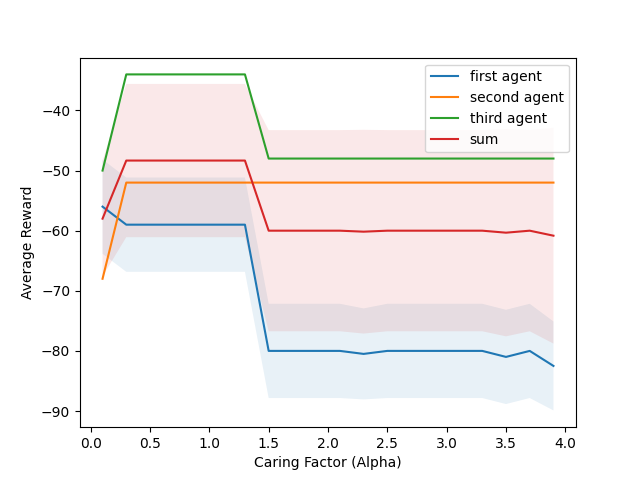 first agent
second agent
third agent
sum
−40
−50
−60
−70
−80
−90
Average Reward
0.0 0.5 1.0 1.5 2.0 2.5 3.0 3.5 4.0
Caring Factor (Alpha)